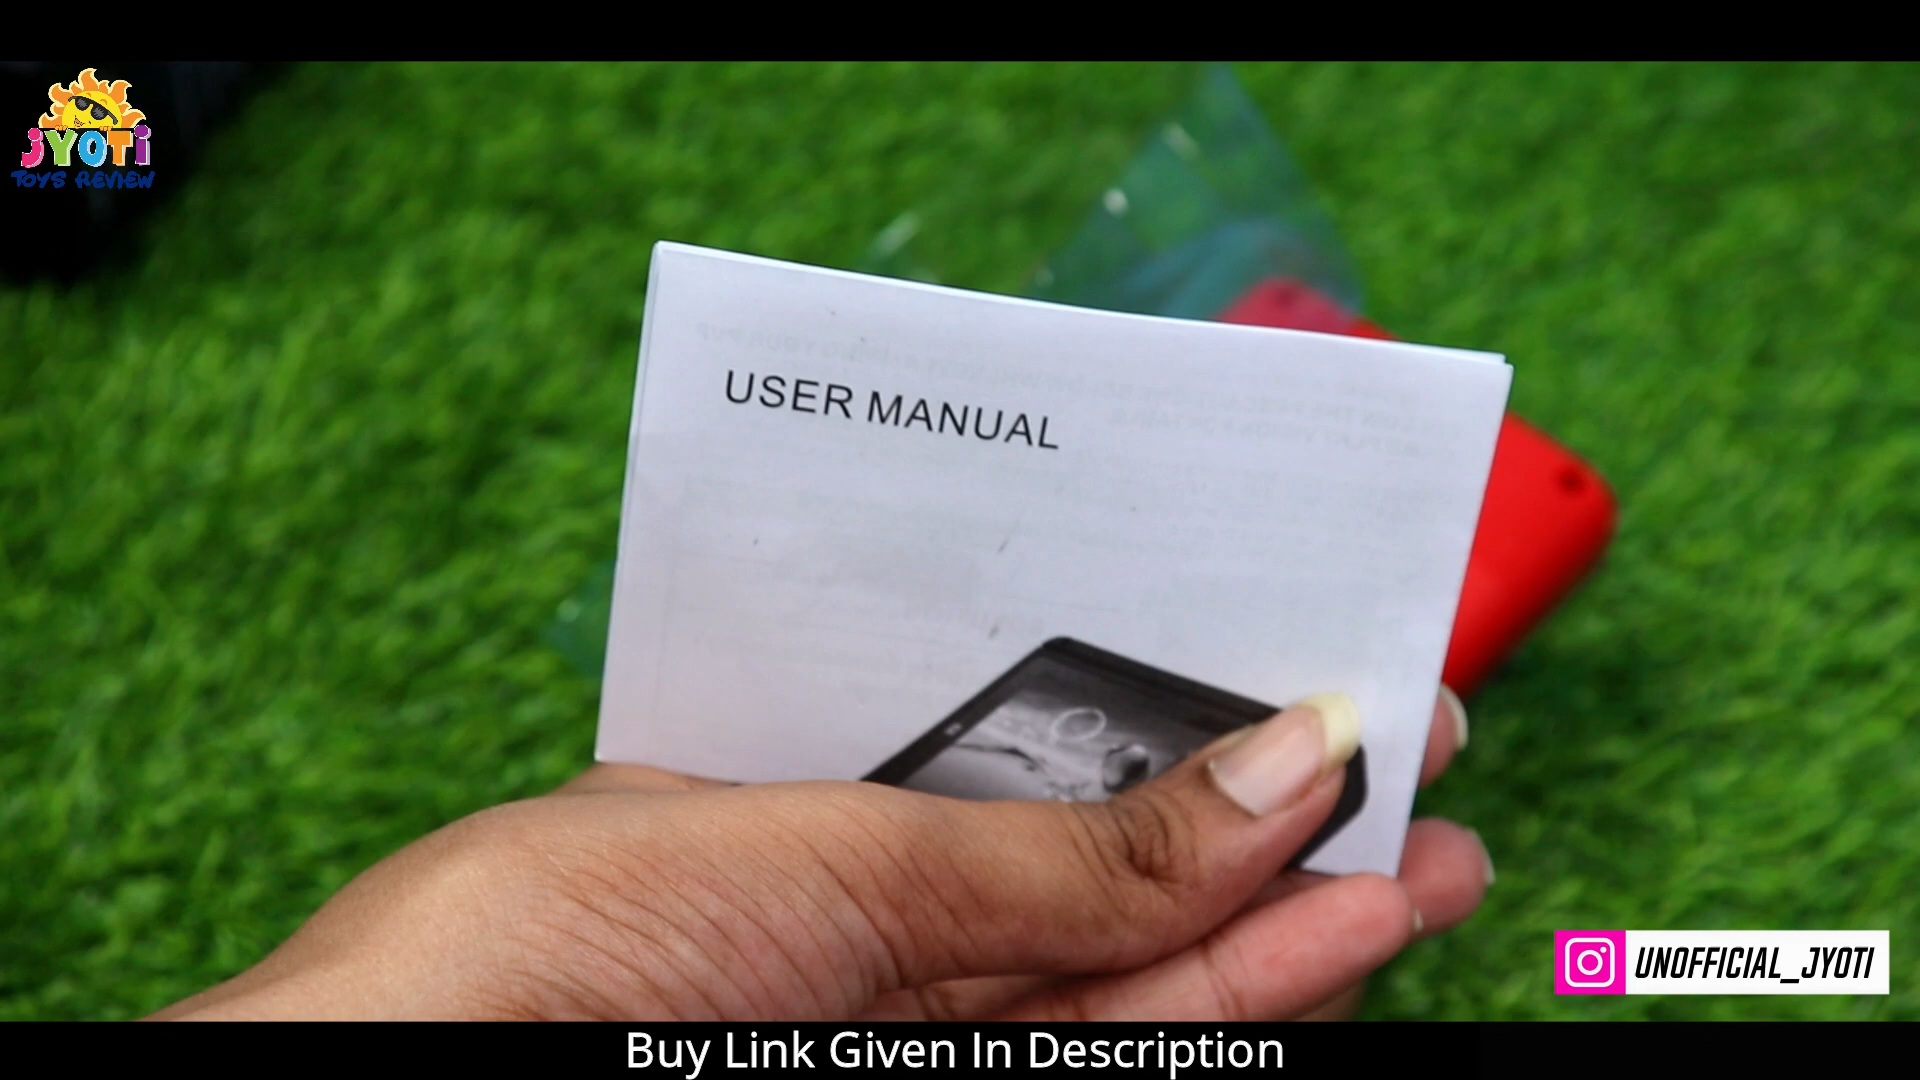 JYOTI
TOYS REVIEW
USER MANUAL
UNOFFICIAL_JYOTI
Buy Link Given In Description